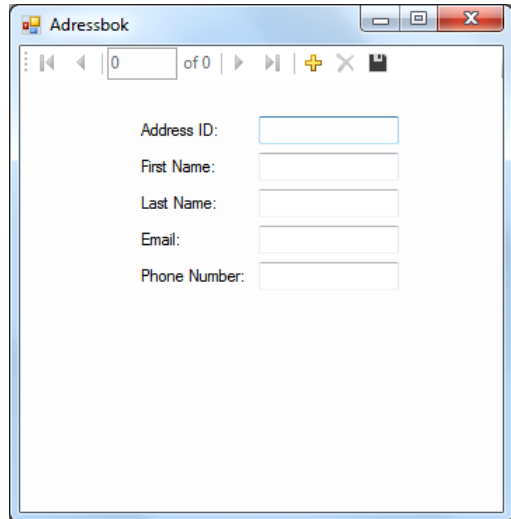 Adressbok
0 of 0
Address ID:
First Name:
Last Name:
Email:
Phone Number: